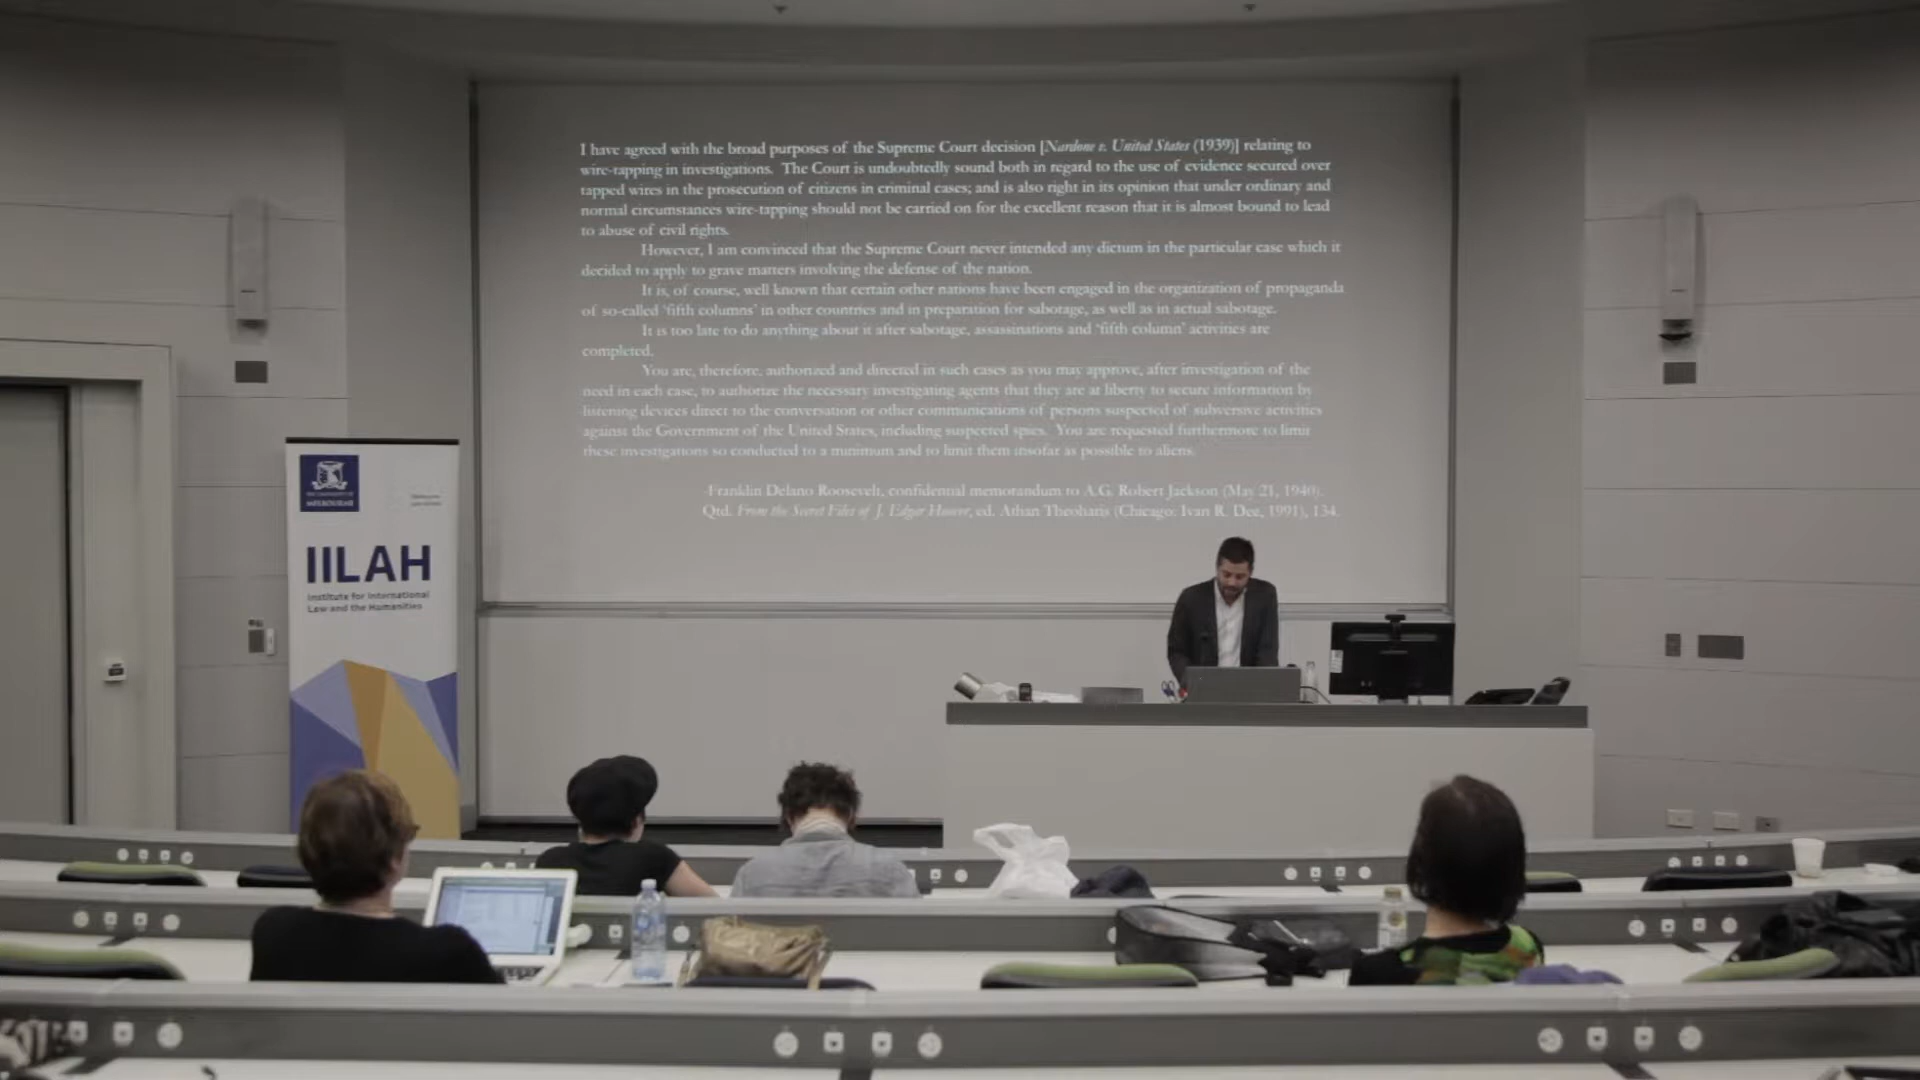 I have agreed with the broad purposes of the Supreme Court decision [Nardone v. United States (1939)] relating to
wire-tapping in investigations. The Court is undoubtedly sound both in regard to the use of evidence secured over
tapped wires in the prosecution of citizens in criminal cases; and is also right in its opinion that under ordinary and
normal circumstances wire-tapping should not be carried on for the excellent reason that it is almost bound to lead
to abuse of civil rights.
However, I am convinced that the Supreme Court never intended any dictum in the particular case which it
decided to apply to grave matters involving the defense of the nation.
It is, of course, well known that certain other nations have been engaged in the organization of propaganda
of so-called 'fifth columns' in other countries and in preparation for sabotage, as well as in actual sabotage.
It is too late to do anything about it after sabotage, assassinations and 'fifth column' activities are
completed.
You are, therefore, authorized and directed in such cases as you may approve, after investigation of the
need in each case, to authorize the necessary investigating agents that they are at liberty to secure information by
listening devices direct to the conversation or other communications of persons suspected of subversive activities
against the Government of the United States, including suspected spies. You are requested furthermore to limit
these investigations so conducted to a minimum and to limit them insofar as possible to aliens.
-Franklin Delano Roosevelt, confidential memorandum to A.G. Robert Jackson (May 21, 1940).
Qtd. From the Secret Files of J. Edgar Hoover, ed. Athan Theoharis (Chicago: Ivan R. Dee, 1991), 134.
THE UNIVERSITY OF
MELBOURNE
IILAH
Institute for International
Law and the Humanities